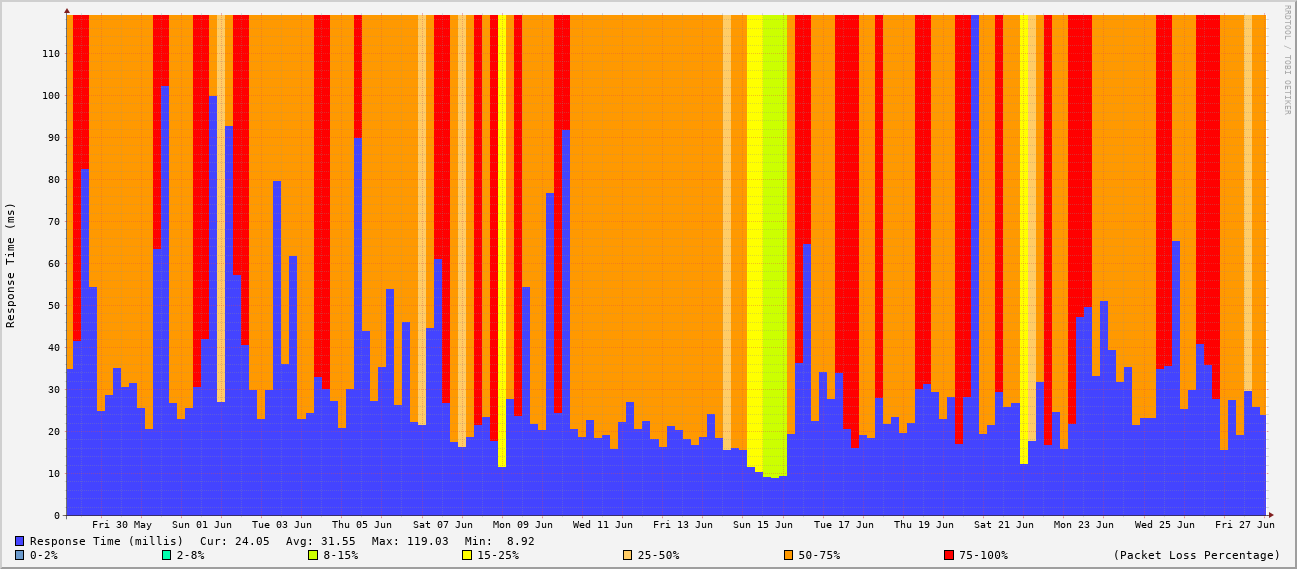 RRDTOOL / TOBI OETIKER
Response Time (ms)
110
100
90
80
70
60
50
40
30
20
10
0
Fri 30 May Sun 01 Jun Tue 03 Jun Thu 05 Jun Sat 07 Jun Mon 09 Jun Wed 11 Jun Fri 13 Jun Sun 15 Jun Tue 17 Jun Thu 19 Jun Sat 21 Jun Mon 23 Jun Wed 25 Jun Fri 27 Jun
Response Time (millis) Cur: 24.05 Avg: 31.55 Max: 119.03 Min: 8.92
0-2% 2-8% 8-15% 15-25% 25-50% 50-75% 75-100% (Packet Loss Percentage)